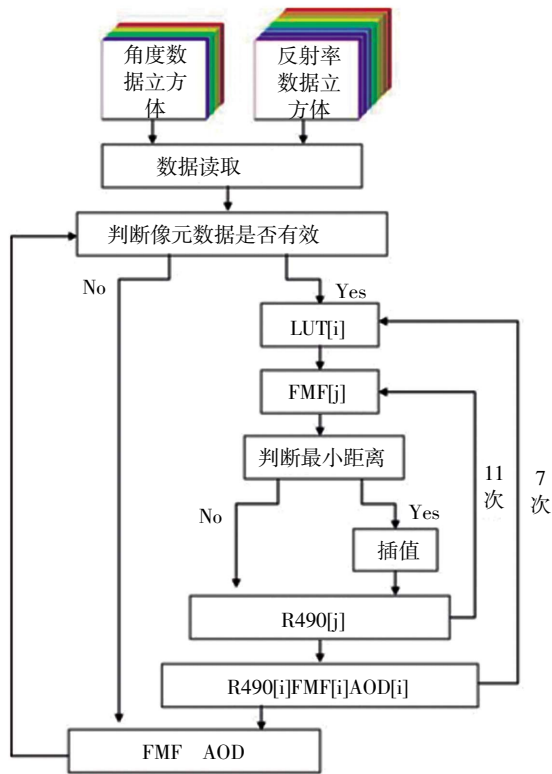 角度数
据立方
体
反射率
数据立
方体
数据读取
判断像元数据是否有效
No
Yes
LUT[i]
FMF[j]
判断最小距离
No
Yes
11
次
7
次
插值
R490[j]
R490[i]FMF[i]AOD[i]
FMF AOD